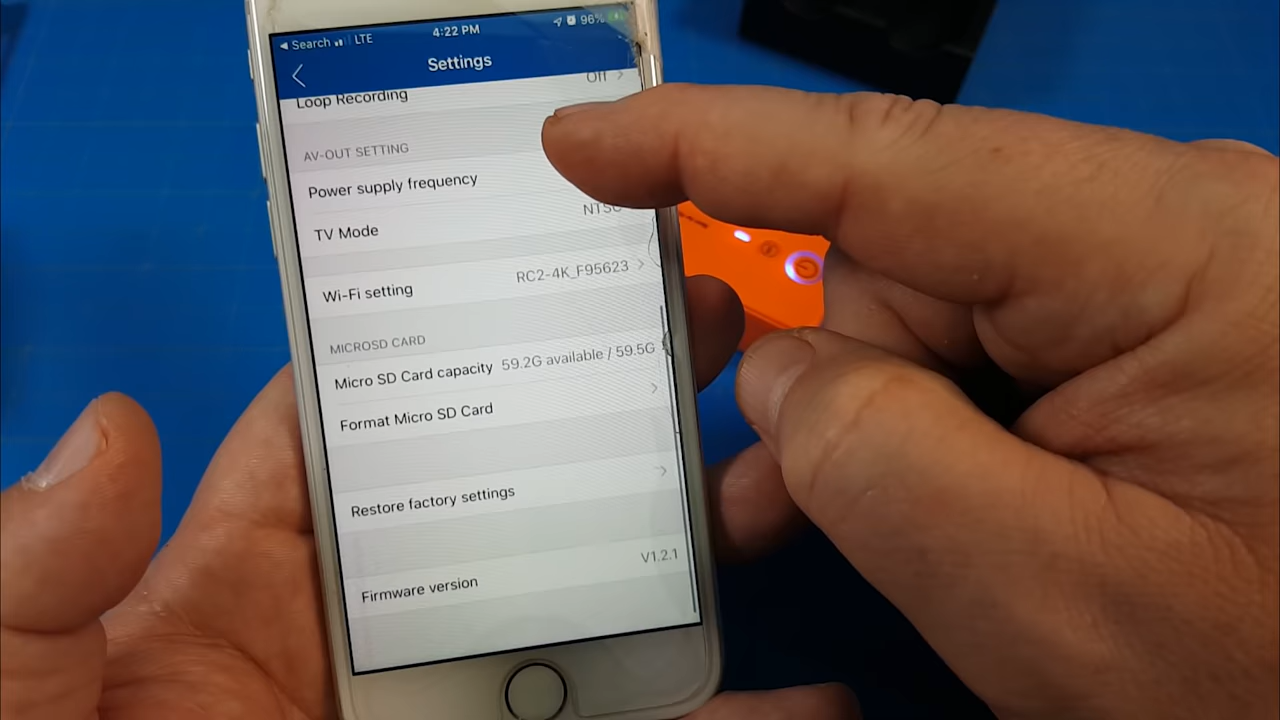 Search LTE 4:22 PM 96%
Settings
Loop Recording Off
AV-OUT SETTING
Power supply frequency
TV Mode NTSC
Wi-Fi setting RC2-4K_F95623
MICROSD CARD
Micro SD Card capacity 59.2G available / 59.5G
Format Micro SD Card
Restore factory settings
Firmware version V1.2.1